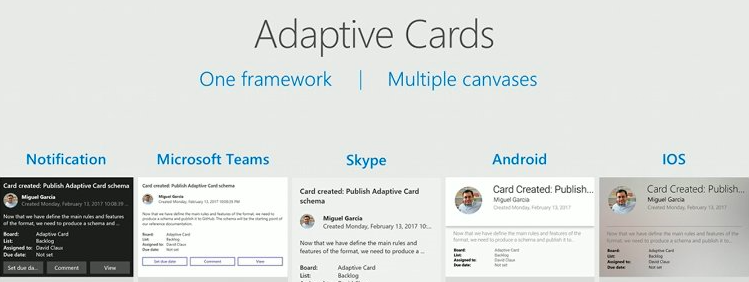 Adaptive Cards
One framework | Multiple canvases
Notification
Card created: Publish Adaptive Card schema
Miguel Garcia
Created Monday, February 13, 2017 10:08:39 ...
Now that we have define the main rules and
features of the format, we need to produce a ...
Board: Adaptive Card
List: Backlog
Assigned to: David Claux
Due date: Not set
Set due da... Comment View
Microsoft Teams
Card created: Publish Adaptive Card schema
Miguel Garcia
Created Monday, February 13, 2017 10:08:39 PM
Now that we have define the main rules and features of the format, we need to
produce a schema and publish it to GitHub. The schema will be the starting point of
our reference documentation.
Board: Adaptive Card
List: Backlog
Assigned to: David Claux
Due date: Not set
Set due date Comment View
Skype
Card created: Publish Adaptive Card
schema
Miguel Garcia
Created Monday, February 13, 2017 10:...
Now that we have define the main rules and
features of the format, we need to produce a ...
Board: Adaptive Card
List: Backlog
Android
Card Created: Publish...
Miguel Garcia
Created Monday, February 13, 2017
Now that we have define the main rules and features of the
format, we need to produce a schema and publish it to...
Board: Adaptive Card
List: Backlog
Assigned to: David Claux
Due date: Not set
IOS
Card Created: Publish...
Miguel Garcia
Created Monday, February 13, 2017
Now that we have define the main rules and features of the
format, we need to produce a schema and publish it to...
Board: Adaptive Card
List: Backlog
Assigned to: David Claux
Due date: Not set